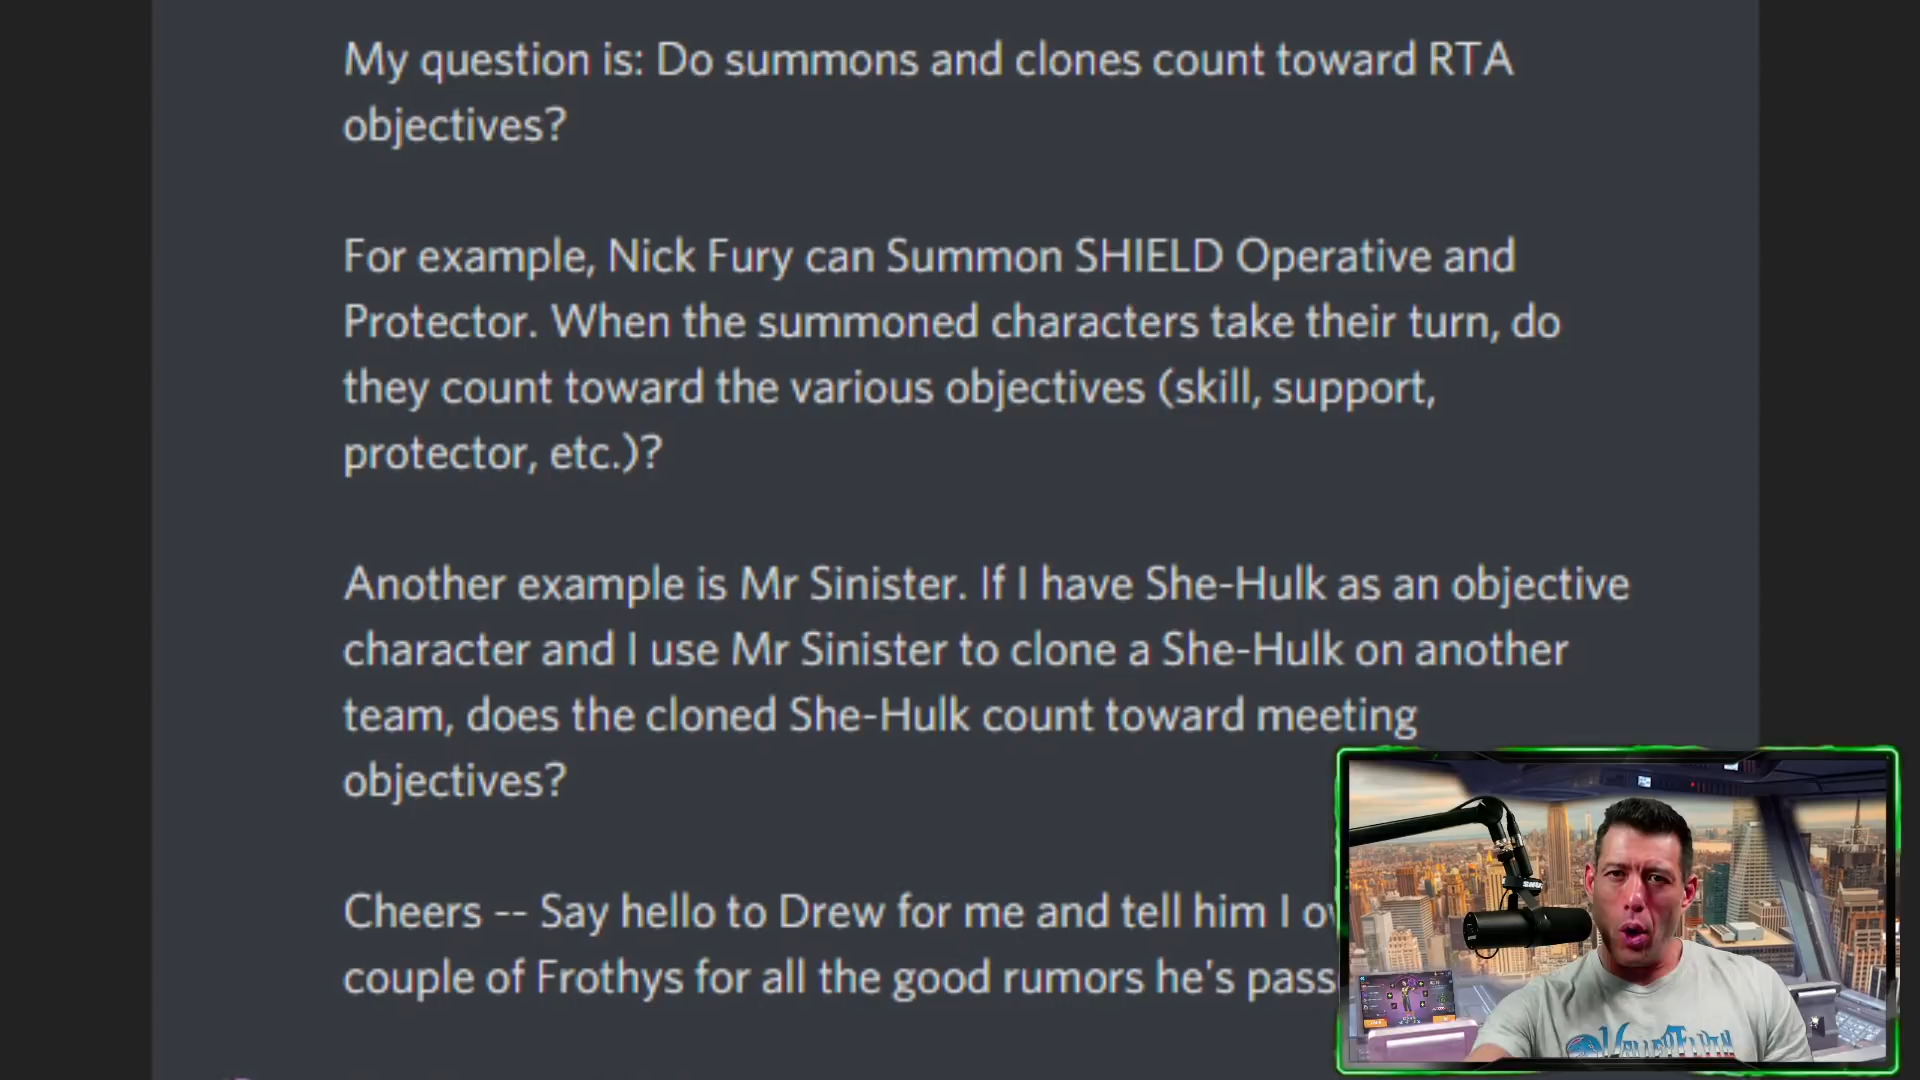 My question is: Do summons and clones count toward RTA
objectives?
For example, Nick Fury can Summon SHIELD Operative and
Protector. When the summoned characters take their turn, do
they count toward the various objectives (skill, support,
protector, etc.)?
Another example is Mr Sinister. If I have She-Hulk as an objective
character and I use Mr Sinister to clone a She-Hulk on another
team, does the cloned She-Hulk count toward meeting
objectives?
Cheers -- Say hello to Drew for me and tell him I
couple of Frothys for all the good rumors he's